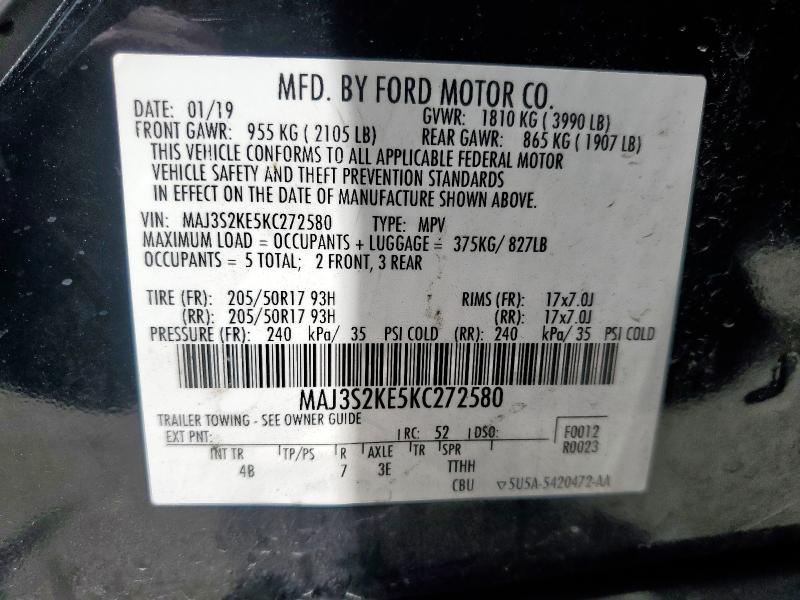 MFD. BY FORD MOTOR CO.
DATE: 01/19 GVWR: 1810 KG ( 3990 LB)
FRONT GAWR: 955 KG ( 2105 LB) REAR GAWR: 865 KG ( 1907 LB)
THIS VEHICLE CONFORMS TO ALL APPLICABLE FEDERAL MOTOR
VEHICLE SAFETY AND THEFT PREVENTION STANDARDS
IN EFFECT ON THE DATE OF MANUFACTURE SHOWN ABOVE.
VIN: MAJ3S2KE5KC272580 TYPE: MPV
MAXIMUM LOAD = OCCUPANTS + LUGGAGE = 375KG/ 827LB
OCCUPANTS = 5 TOTAL; 2 FRONT, 3 REAR
TIRE (FR): 205/50R17 93H RIMS (FR): 17x7.0J
(RR): 205/50R17 93H (RR): 17x7.0J
PRESSURE (FR): 240 kPa/ 35 PSI COLD (RR): 240 kPa/ 35 PSI COLD
MAJ3S2KE5KC272580
TRAILER TOWING - SEE OWNER GUIDE
EXT PNT: RC: 52 DSO: F0012
R0023
INT TR TP/PS R AXLE TR SPR
4B 7 3E TTHH
CBU ▽5U5A-5420472-AA